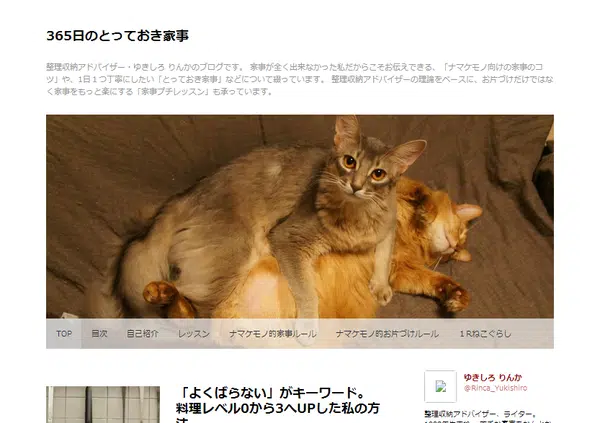 365日のとっておき家事
整理収納アドバイザー・ゆきしろ りんかのブログです。 家事が全く出来なかった私だからこそお伝えできる、「ナマケモノ向けの家事のコ
ツ」や、1日1つ丁寧にしたい「とっておき家事」などについて綴っています。 整理収納アドバイザーの理論をベースに、お片づけだけではな
く家事をもっと楽にする「家事プチレッスン」も承っています。
TOP 目次 自己紹介 レッスン ナマケモノ的家事ルール ナマケモノ的お片づけルール 1Rねこぐらし
「よくばらない」がキーワード。
料理レベル0から3へUPした私の方
ゆきしろ りんか
@Rinca_Yukishiro
整理収納アドバイザー、ライター。